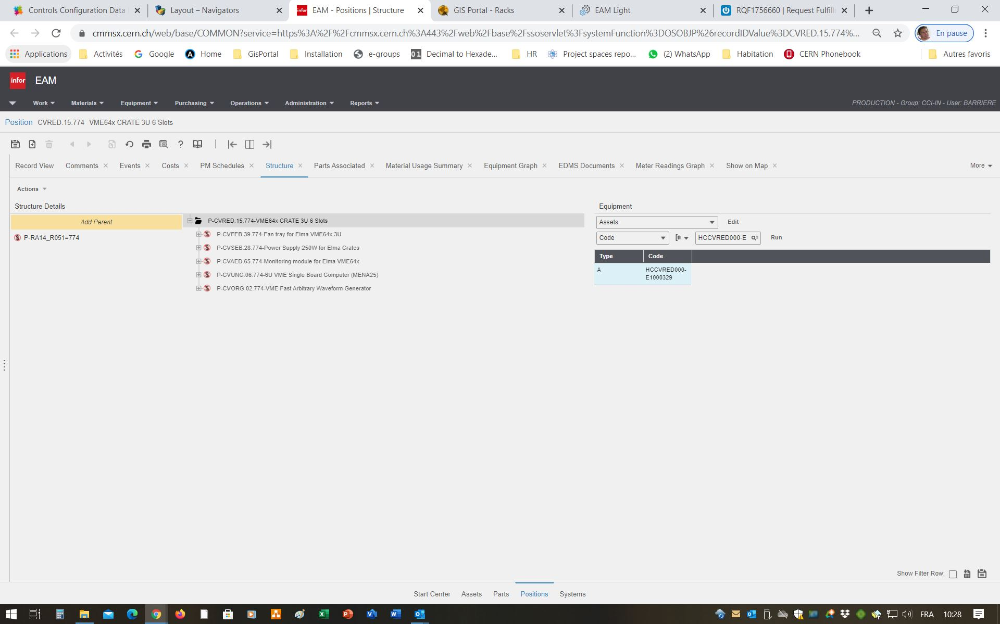 Controls Configuration Data
Layout – Navigators
EAM - Positions | Structure
GIS Portal - Racks
EAM Light
RQF1756660 | Request Fulfill
cmmsx.cern.ch/web/base/COMMON?service=https%3A%2F%2Fcmmsx.cern.ch%3A443%2Fweb%2Fbase%2Fssoservlet%3FsystemFunction%3DOSOBJP%26recordIDValue%3DCVRED.15.774%...
En pause
Applications
Activités
Google
Home
GisPortal
Installation
e-groups
01
Decimal to Hexade...
HR
Project spaces repo...
(2) WhatsApp
Habitation
CERN Phonebook
Autres favoris
infor
EAM
Work
Materials
Equipment
Purchasing
Operations
Administration
Reports
PRODUCTION - Group: CCI-IN - User: BARRIERE
Position CVRED.15.774 VME64x CRATE 3U 6 Slots
Record View
Comments
Events
Costs
PM Schedules
Structure
Parts Associated
Material Usage Summary
Equipment Graph
EDMS Documents
Meter Readings Graph
Show on Map
More
Actions
Structure Details
Add Parent
P-RA14_R051=774
P-CVRED.15.774-VME64x CRATE 3U 6 Slots
P-CVFEB.39.774-Fan tray for Elma VME64x 3U
P-CVSEB.28.774-Power Supply 250W for Elma Crates
P-CVAED.65.774-Monitoring module for Elma VME64x
P-CVUNC.06.774-6U VME Single Board Computer (MENA25)
P-CVORG.02.774-VME Fast Arbitrary Waveform Generator
Equipment
Assets
Edit
Code
HCCVRED000-E
Run
Type
Code
A
HCCVRED000-
E1000329
Show Filter Row:
Start Center
Assets
Parts
Positions
Systems
FRA
10:28